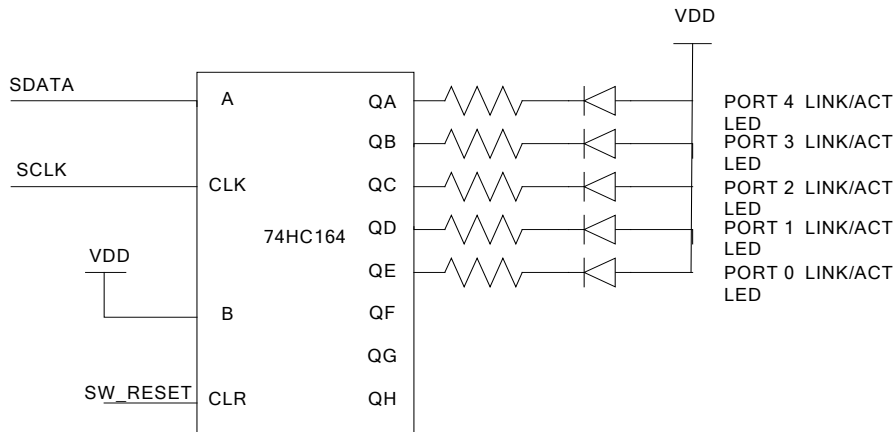 VDD
SDATA
A
QA
PORT 4 LINK/ACT
LED
QB
PORT 3 LINK/ACT
LED
SCLK
CLK
QC
PORT 2 LINK/ACT
LED
74HC164
QD
PORT 1 LINK/ACT
LED
VDD
QE
PORT 0 LINK/ACT
LED
B
QF
QG
SW_RESET
CLR
QH